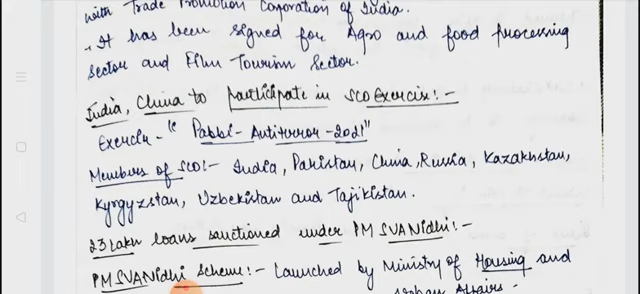 with Trade Promotion Corporation of India.
. It has been signed for Agro and food processing
sector and Film Tourism Sector.
India, China to participate in SCO Exercise:-
Exercise - "Pabbi - Antiterror - 2021"
Members of SCO:- India, Pakistan, China, Russia, Kazakhstan,
Kyrgyzstan, Uzbekistan and Tajikistan.
23 Lakh loans sanctioned under PM SVANidhi:-
PM SVANidhi Scheme:- Launched by Ministry of Housing and
Urban Affairs.